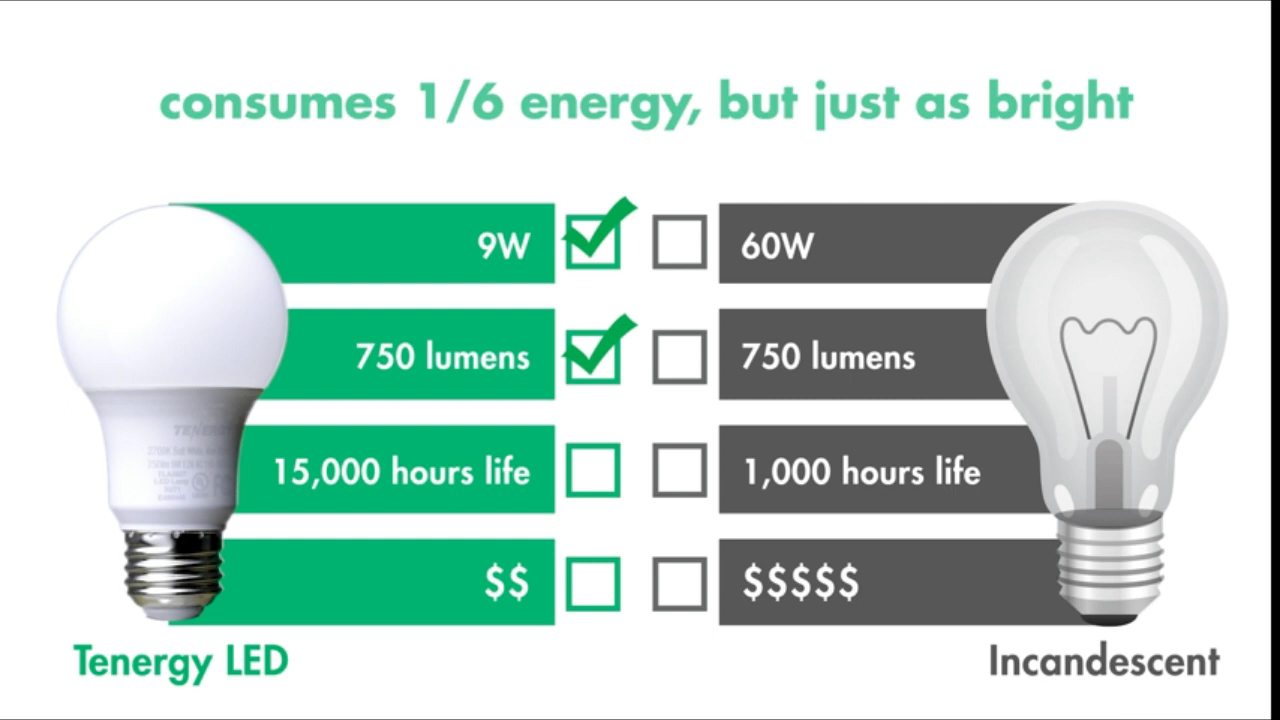 consumes 1/6 energy, but just as bright
9W
60W
750 lumens
750 lumens
15,000 hours life
1,000 hours life
$$
$$$$$
TENERGY
Tenergy LED
Incandescent